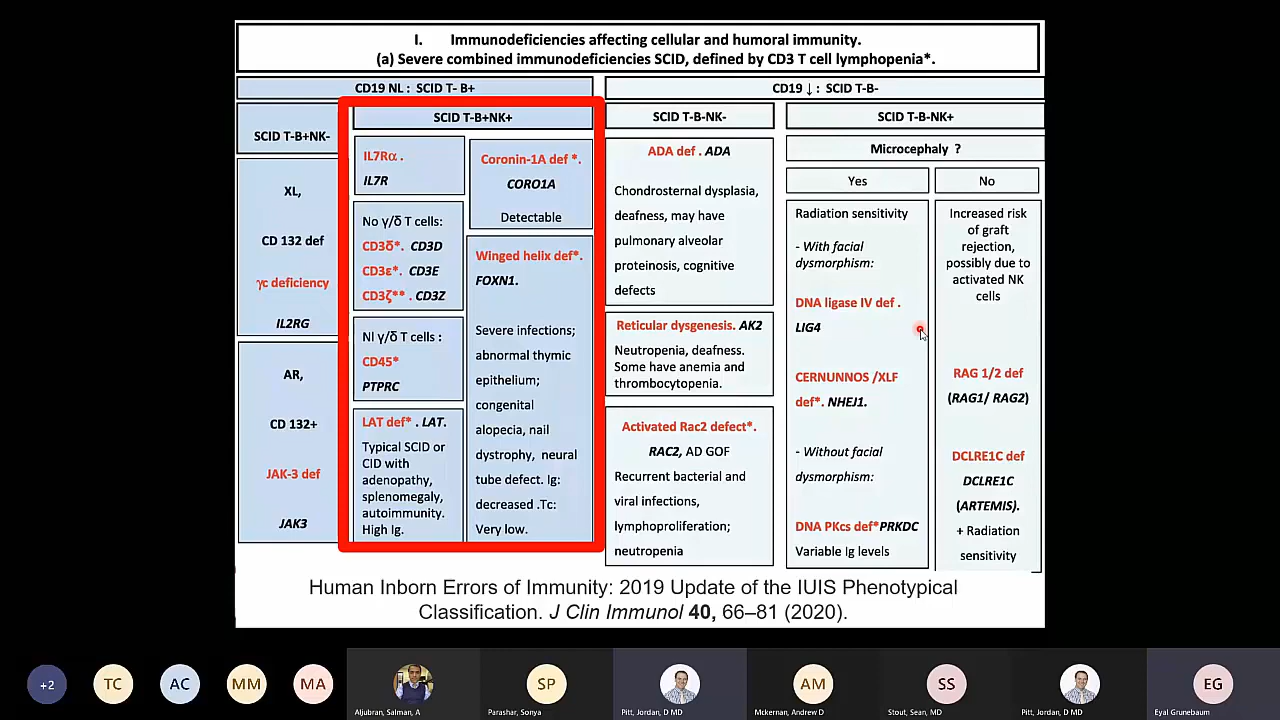 I. Immunodeficiencies affecting cellular and humoral immunity.
(a) Severe combined immunodeficiencies SCID, defined by CD3 T cell lymphopenia*.
CD19 NL : SCID T- B+
CD19 ↓ : SCID T-B-
SCID T-B+NK-
XL,
CD 132 def
γc deficiency
IL2RG
AR,
CD 132+
JAK-3 def
JAK3
SCID T-B+NK+
IL7Rα .
IL7R
No γ/δ T cells:
CD3δ*. CD3D
CD3ε*. CD3E
CD3ζ** . CD3Z
Nl γ/δ T cells :
CD45*
PTPRC
LAT def* . LAT.
Typical SCID or
CID with
adenopathy,
splenomegaly,
autoimmunity.
High Ig.
Coronin-1A def *.
CORO1A
Detectable
Winged helix def*.
FOXN1.
Severe infections;
abnormal thymic
epithelium;
congenital
alopecia, nail
dystrophy, neural
tube defect. Ig:
decreased .Tc:
Very low.
SCID T-B-NK-
ADA def . ADA
Chondrosternal dysplasia,
deafness, may have
pulmonary alveolar
proteinosis, cognitive
defects
Reticular dysgenesis. AK2
Neutropenia, deafness.
Some have anemia and
thrombocytopenia.
Activated Rac2 defect*.
RAC2, AD GOF
Recurrent bacterial and
viral infections,
lymphoproliferation;
neutropenia
SCID T-B-NK+
Microcephaly ?
Yes
Radiation sensitivity
- With facial
dysmorphism:
DNA ligase IV def .
LIG4
CERNUNNOS /XLF
def*. NHEJ1.
- Without facial
dysmorphism:
DNA PKcs def*PRKDC
Variable Ig levels
No
Increased risk
of graft
rejection,
possibly due to
activated NK
cells
RAG 1/2 def
(RAG1/ RAG2)
DCLRE1C def
DCLRE1C
(ARTEMIS).
+ Radiation
sensitivity
Human Inborn Errors of Immunity: 2019 Update of the IUIS Phenotypical
Classification. J Clin Immunol 40, 66–81 (2020).
+2
TC
AC
MM
MA
Aljubran, Salman, A
SP
Parashar, Sonya
Pitt, Jordan, D MD
AM
Mckernan, Andrew D
SS
Stout, Sean, MD
Pitt, Jordan, D MD
EG
Eyal Grunebaum